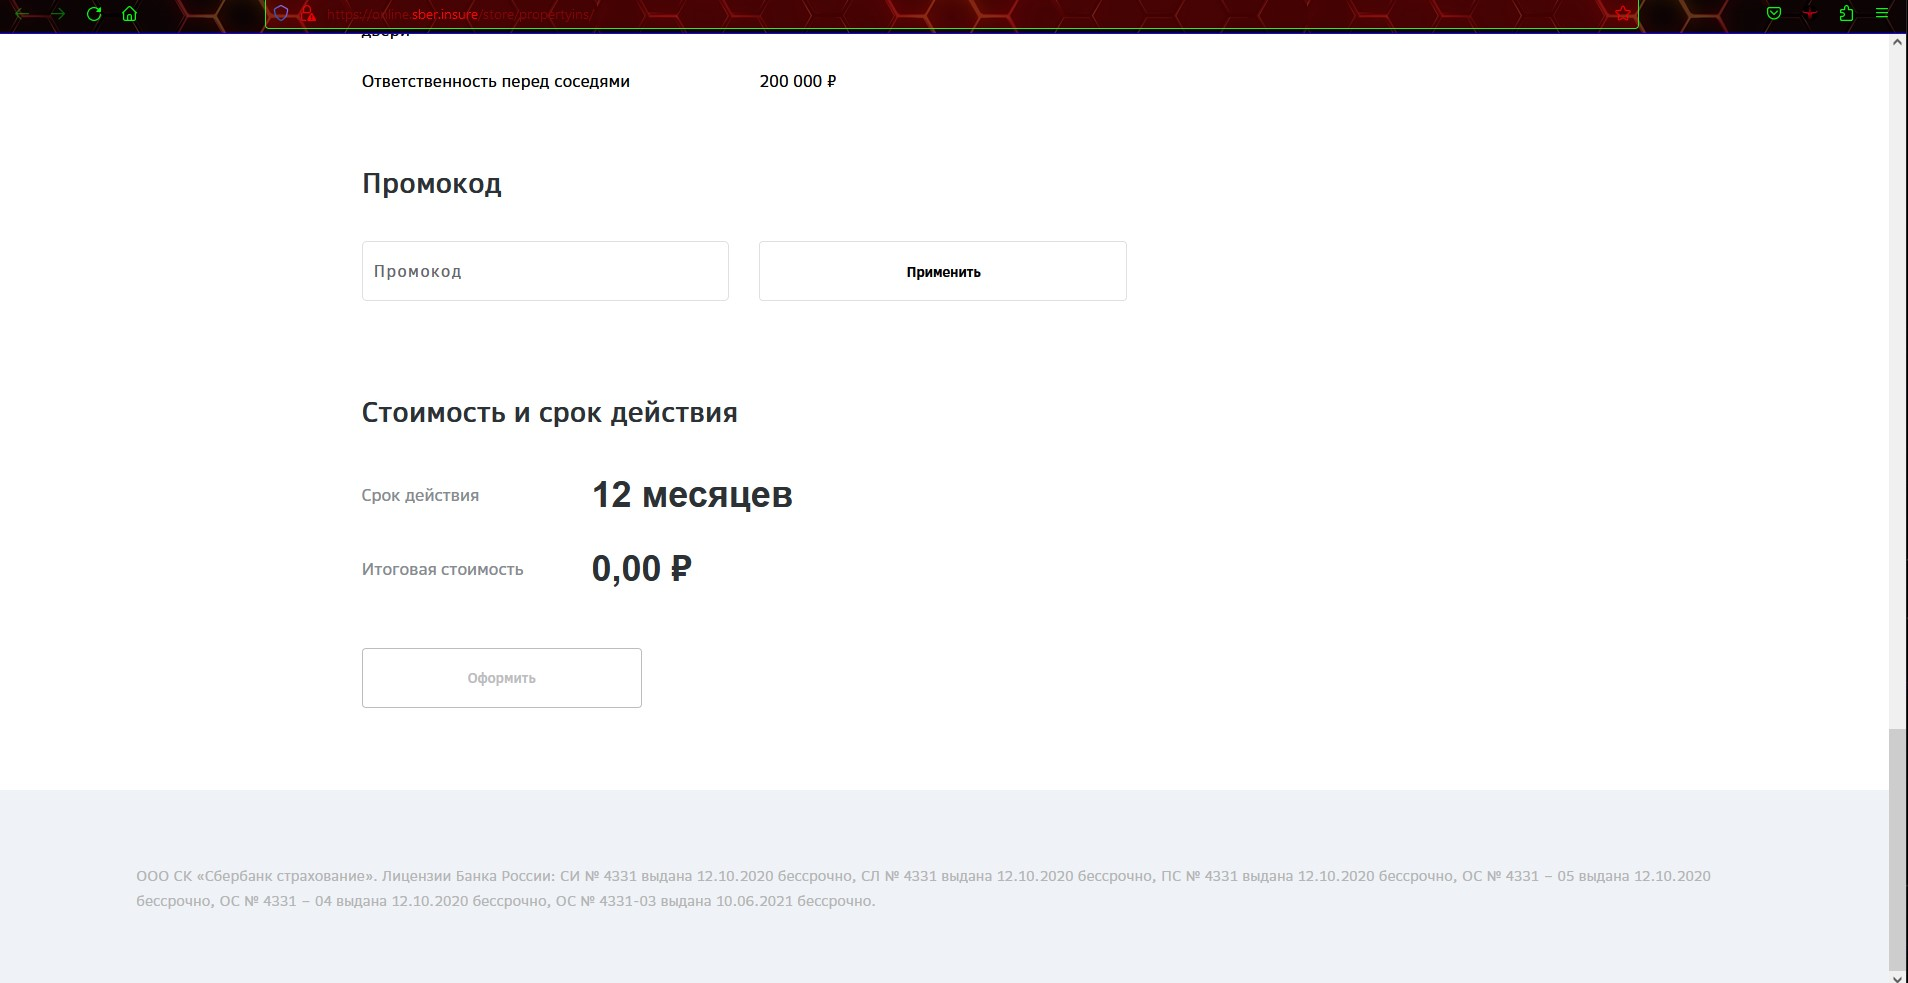 https://online.sber.insure/store/propertyins/
двери
Ответственность перед соседями 200 000 ₽
Промокод
Промокод Применить
Стоимость и срок действия
Срок действия 12 месяцев
Итоговая стоимость 0,00 ₽
Оформить
ООО СК «Сбербанк страхование». Лицензии Банка России: СИ № 4331 выдана 12.10.2020 бессрочно, СЛ № 4331 выдана 12.10.2020 бессрочно, ПС № 4331 выдана 12.10.2020 бессрочно, ОС № 4331 – 05 выдана 12.10.2020
бессрочно, ОС № 4331 – 04 выдана 12.10.2020 бессрочно, ОС № 4331-03 выдана 10.06.2021 бессрочно.